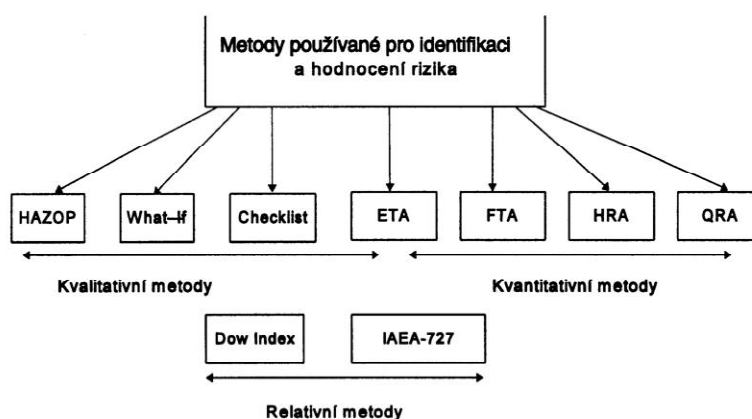 Metody používané pro identifikaci
a hodnocení rizika
HAZOP
What-If
Checklist
ETA
FTA
HRA
QRA
Kvalitativní metody
Kvantitativní metody
Dow Index
IAEA-727
Relativní metody